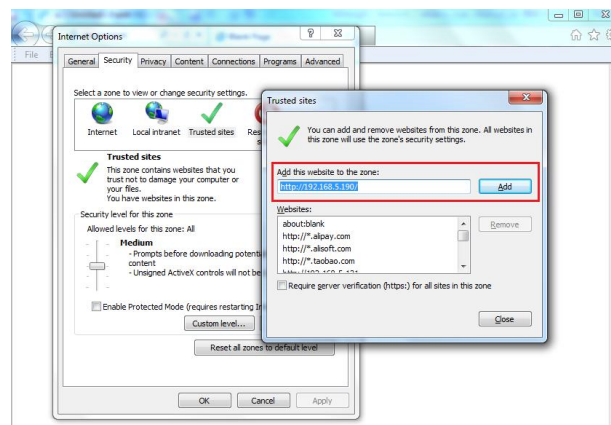 Internet Options
File
General Security Privacy Content Connections Programs Advanced
Select a zone to view or change security settings.
Internet Local intranet Trusted sites
Trusted sites
This zone contains websites that you
trust not to damage your computer or
your files.
You have websites in this zone.
Security level for this zone
Allowed levels for this zone: All
Medium
- Prompts before downloading
content
- Unsigned ActiveX controls will not be
Enable Protected Mode (requires restarting
Custom level...
Reset all zones to default level
OK Cancel Apply
Trusted sites
You can add and remove websites from this zone. All websites in
this zone will use the zone's security settings.
Add this website to the zone:
http://192.168.5.190/ Add
Websites:
about:blank Remove
http://*.alipay.com
http://*.alisoft.com
http://*.taobao.com
Require server verification (https:) for all sites in this zone
Close